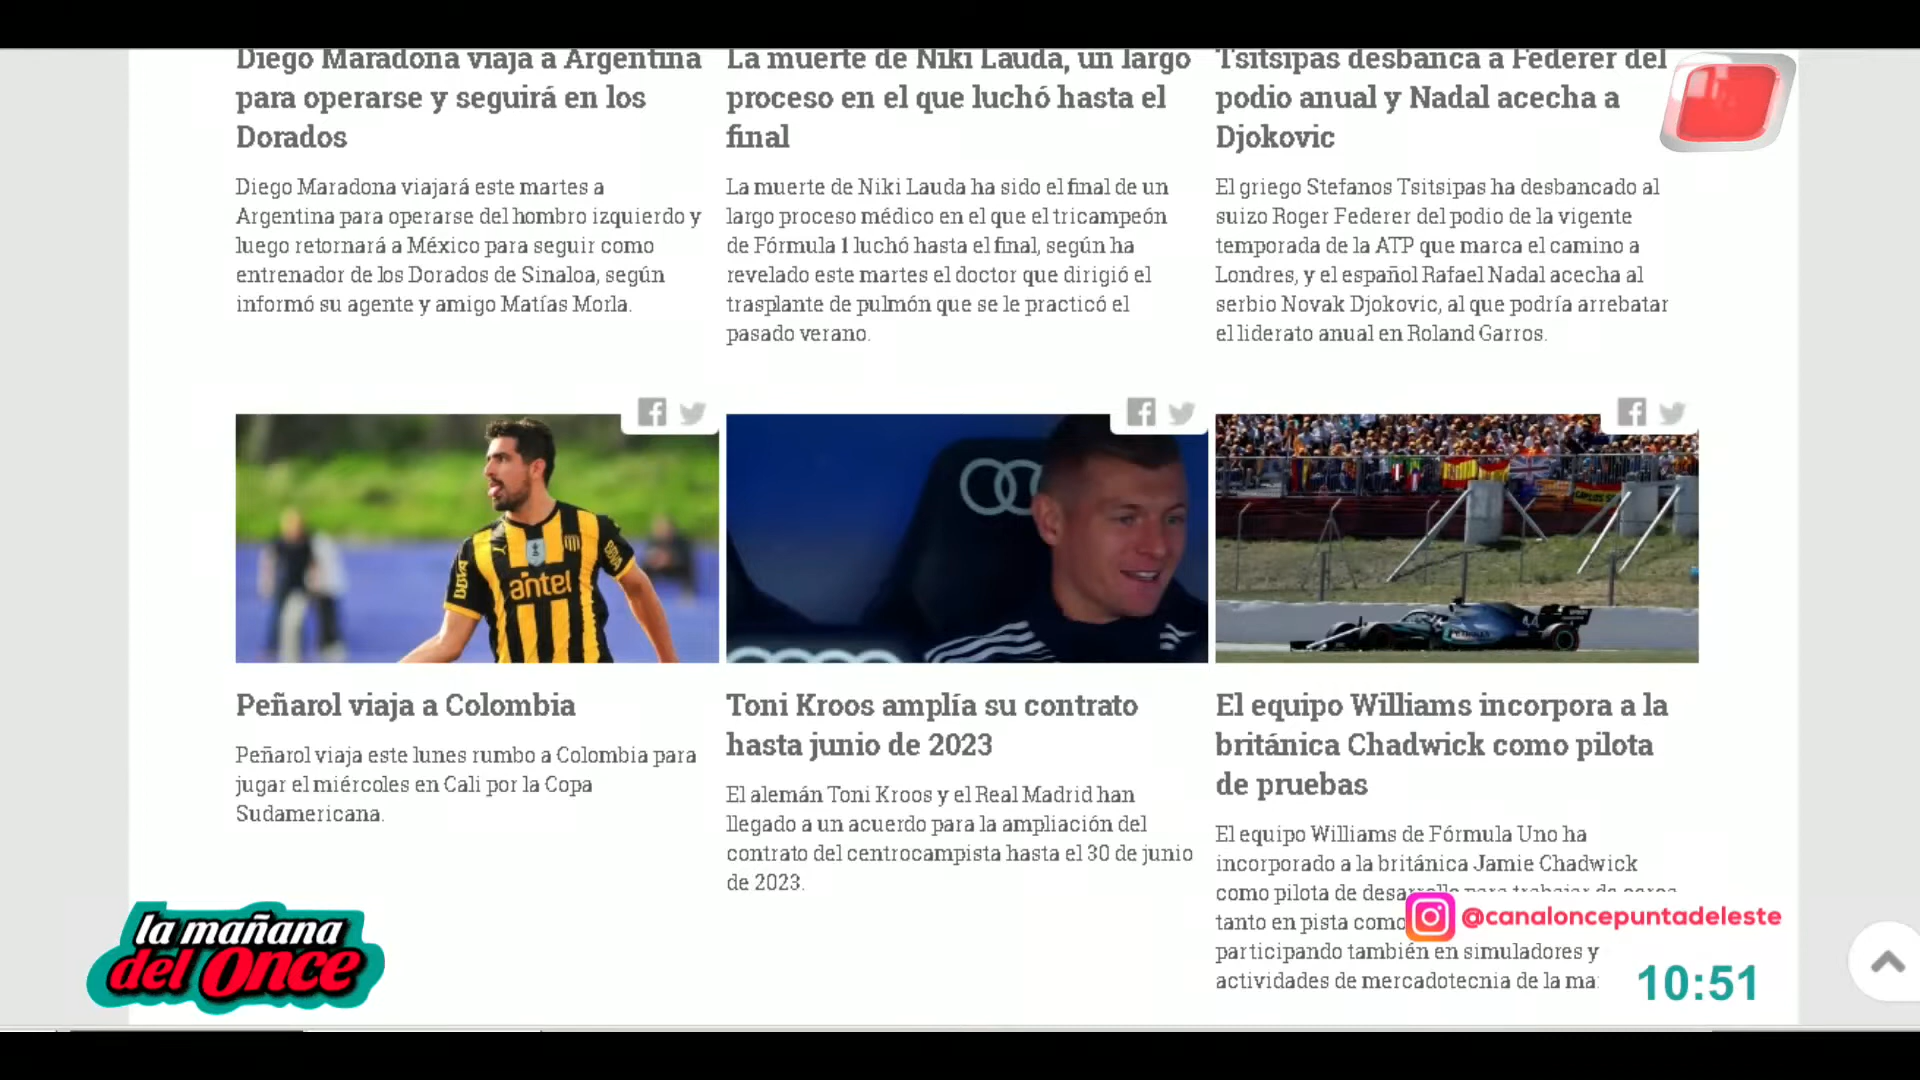 Diego Maradona viaja a Argentina
para operarse y seguirá en los
Dorados
Diego Maradona viajará este martes a
Argentina para operarse del hombro izquierdo y
luego retornará a México para seguir como
entrenador de los Dorados de Sinaloa, según
informó su agente y amigo Matías Morla.
La muerte de Niki Lauda, un largo
proceso en el que luchó hasta el
final
La muerte de Niki Lauda ha sido el final de un
largo proceso médico en el que el tricampeón
de Fórmula 1 luchó hasta el final, según ha
revelado este martes el doctor que dirigió el
trasplante de pulmón que se le practicó el
pasado verano.
Tsitsipas desbanca a Federer del
podio anual y Nadal acecha a
Djokovic
El griego Stefanos Tsitsipas ha desbancado al
suizo Roger Federer del podio de la vigente
temporada de la ATP que marca el camino a
Londres, y el español Rafael Nadal acecha al
serbio Novak Djokovic, al que podría arrebatar
el liderato anual en Roland Garros.
BBVA
antel
Peñarol viaja a Colombia
Peñarol viaja este lunes rumbo a Colombia para
jugar el miércoles en Cali por la Copa
Sudamericana.
Toni Kroos amplía su contrato
hasta junio de 2023
El alemán Toni Kroos y el Real Madrid han
llegado a un acuerdo para la ampliación del
contrato del centrocampista hasta el 30 de junio
de 2023.
CARLOS
44
PETRONAS
El equipo Williams incorpora a la
británica Chadwick como pilota
de pruebas
El equipo Williams de Fórmula Uno ha
incorporado a la británica Jamie Chadwick
como pilota de desarrollo para trabajar de cerca
tanto en pista como
participando también en simuladores y
actividades de mercadotecnia de la ma
la mañana
del Once
@canaloncepuntadeleste
10:51